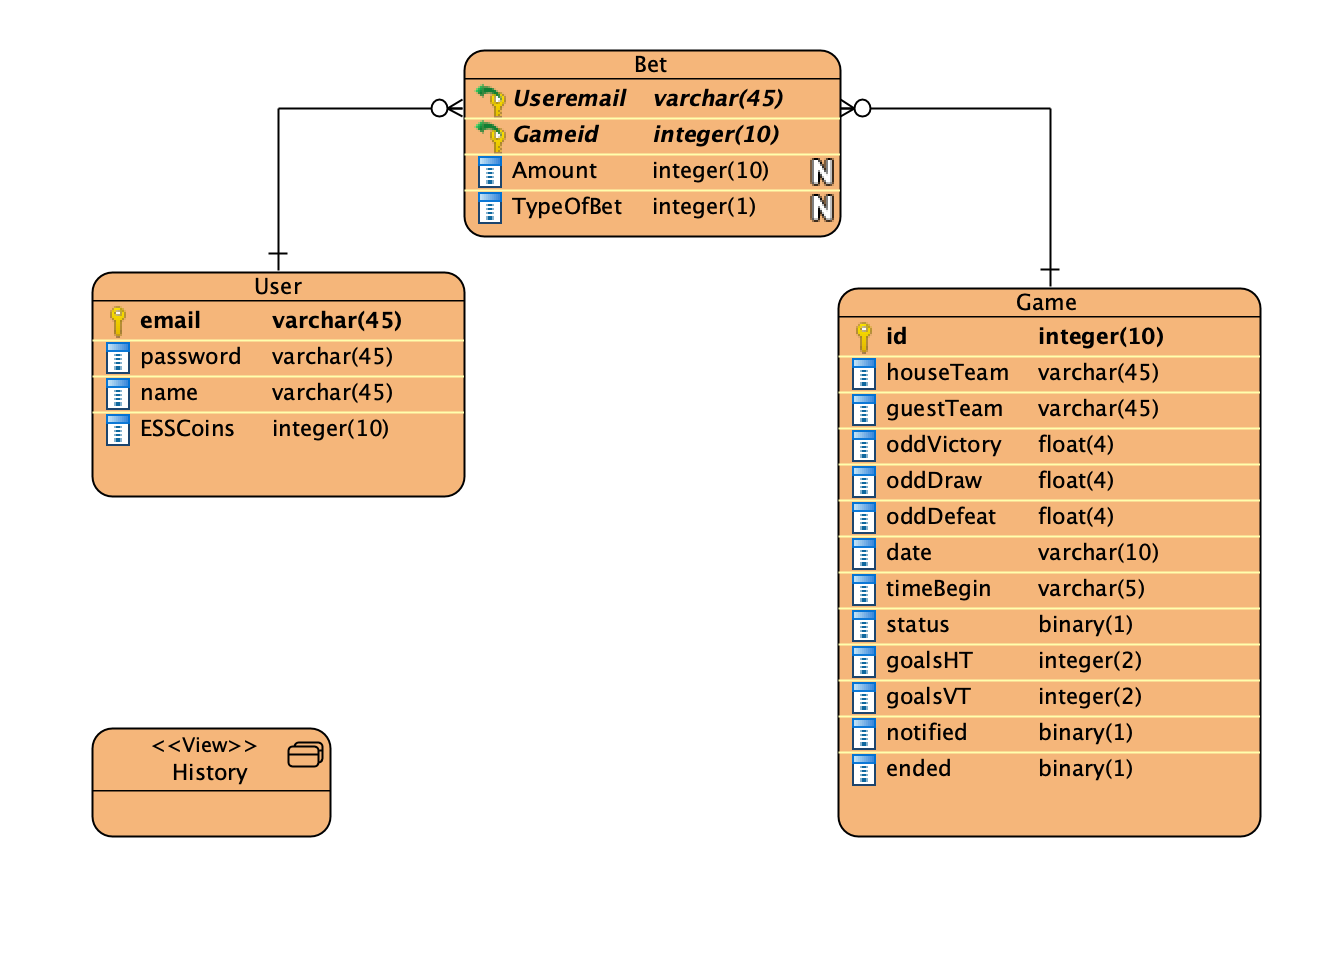 Bet
Useremail varchar(45)
Gameid integer(10)
Amount integer(10) N
TypeOfBet integer(1) N
User
email varchar(45)
password varchar(45)
name varchar(45)
ESSCoins integer(10)
Game
id integer(10)
houseTeam varchar(45)
guestTeam varchar(45)
oddVictory float(4)
oddDraw float(4)
oddDefeat float(4)
date varchar(10)
timeBegin varchar(5)
status binary(1)
goalsHT integer(2)
goalsVT integer(2)
notified binary(1)
ended binary(1)
<<View>>
History